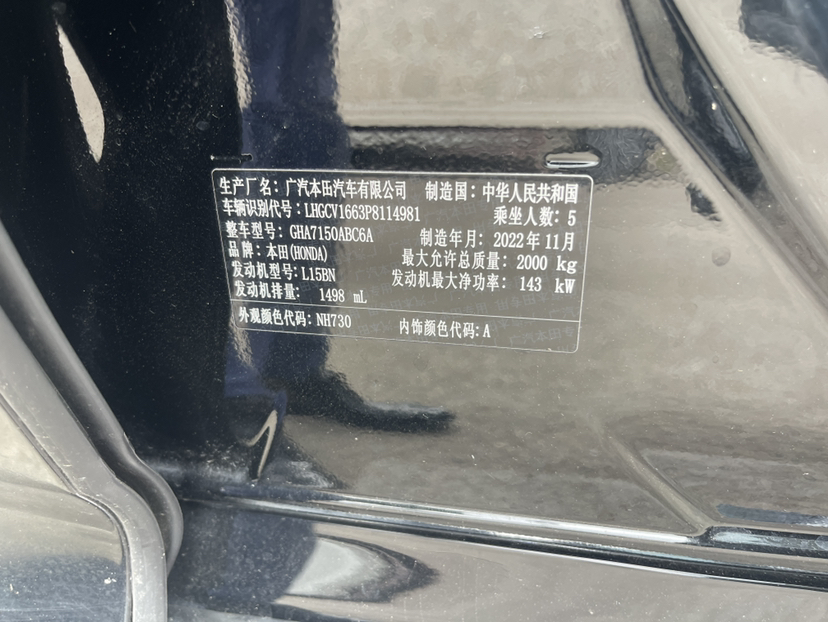 生产厂名：广汽本田汽车有限公司 制造国：中华人民共和国
车辆识别代号：LHGCV1663P8114981 乘坐人数：5
整车型号：GHA7150ABC6A 制造年月：2022年11月
品牌：本田(HONDA) 最大允许总质量：2000 kg
发动机型号：L15BN 发动机最大净功率：143 kW
发动机排量： 1498 mL
外观颜色代码：NH730 内饰颜色代码：A